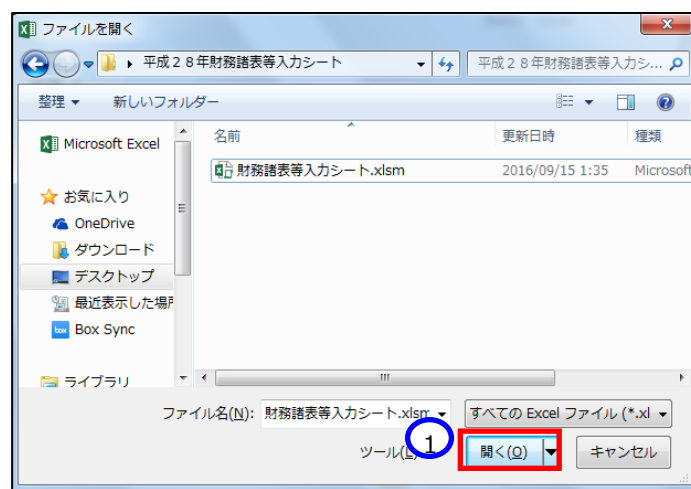 ファイルを開く
平成28年財務諸表等入力シート
平成28年財務諸表等入力シ...
整理 新しいフォルダー
名前 更新日時 種類
Microsoft Excel
財務諸表等入力シート.xlsm 2016/09/15 1:35 Microsoft
お気に入り
OneDrive
ダウンロード
デスクトップ
最近表示した場所
Box Sync
ライブラリ
ファイル名(N): 財務諸表等入力シート.xlsm すべての Excel ファイル (*.xl
ツール(L) 1 開く(O) キャンセル